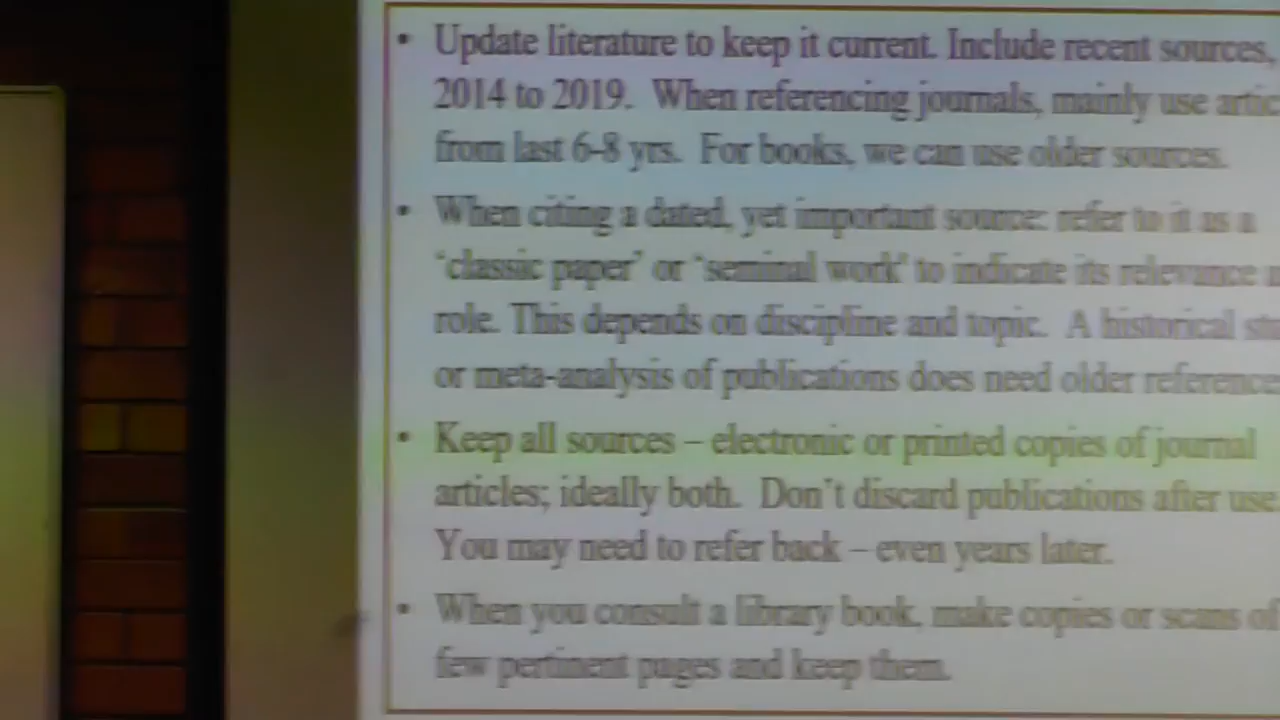 • Update literature to keep it current. Include recent sources,
2014 to 2019. When referencing journals, mainly use
from last 6-8 yrs. For books, we can use older sources.
• When citing a dated, yet important source: refer to it as a
‘classic paper’ or ‘seminal work’ to indicate its relevance
role. This depends on discipline and topic. A historical
or meta-analysis of publications does need older
• Keep all sources – electronic or printed copies of journal
articles; ideally both. Don’t discard publications after use
You may need to refer back – even years later.
• When you consult a library book, make copies or scans of
few pertinent pages and keep them.